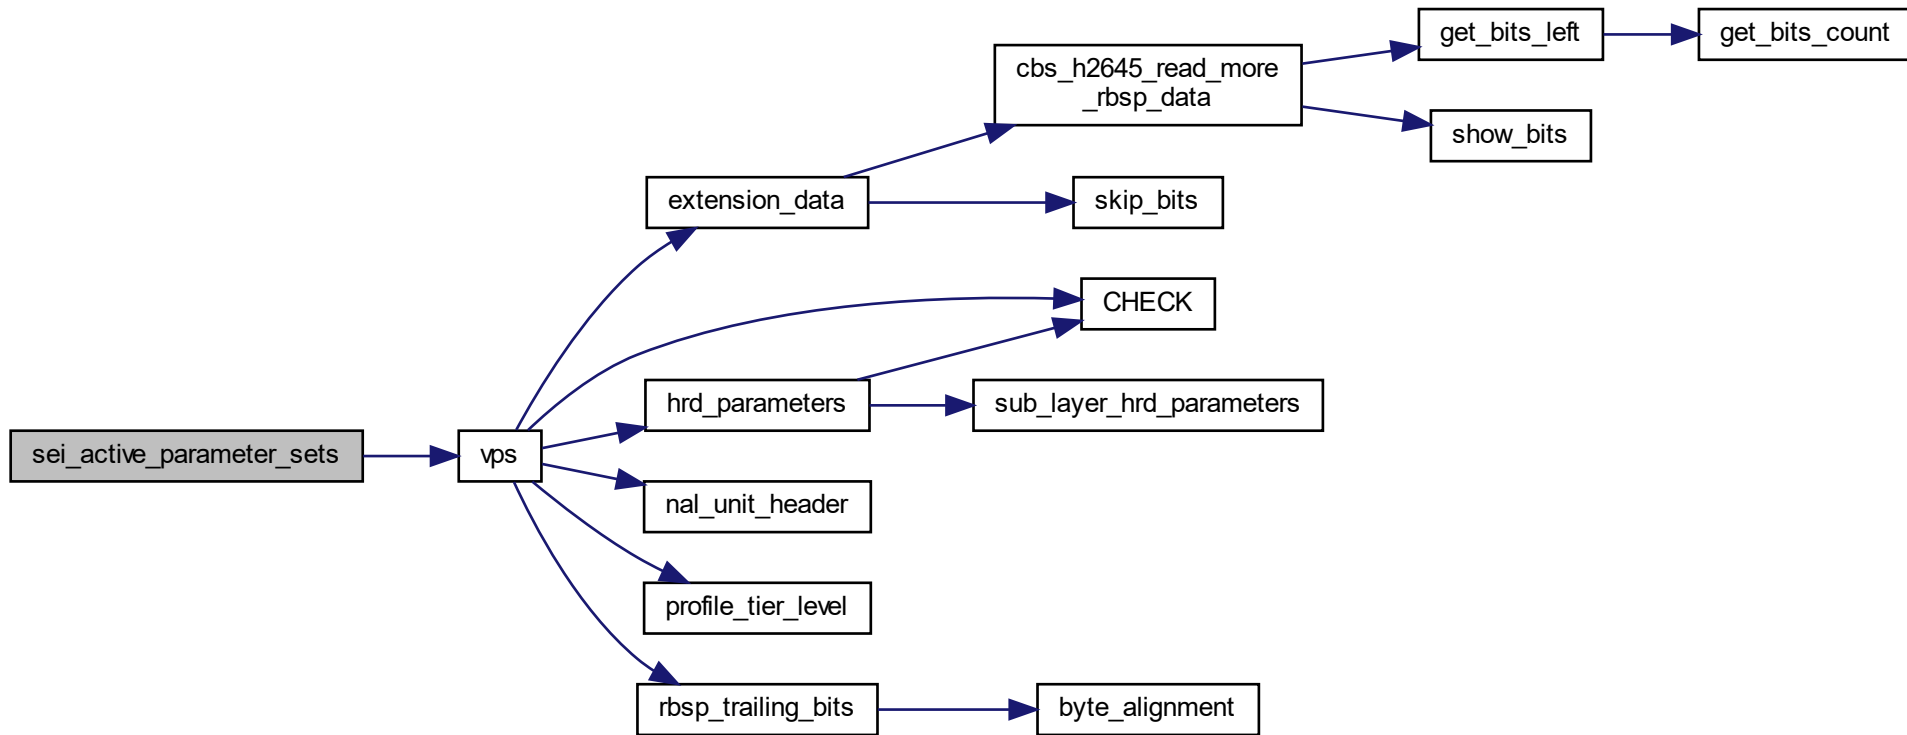 get_bits_left
get_bits_count
cbs_h2645_read_more
_rbsp_data
show_bits
extension_data
skip_bits
CHECK
hrd_parameters
sub_layer_hrd_parameters
sei_active_parameter_sets
vps
nal_unit_header
profile_tier_level
rbsp_trailing_bits
byte_alignment